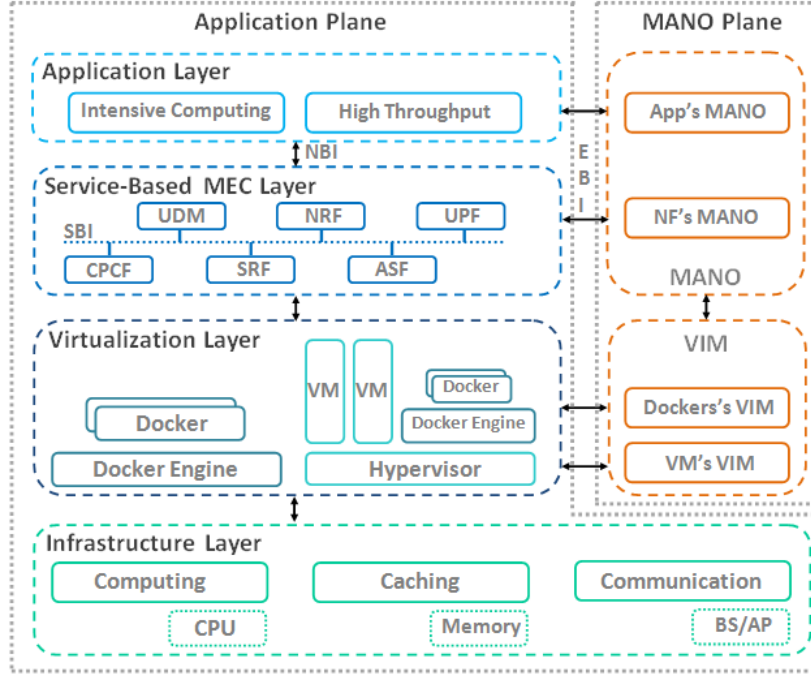 Application Plane
MANO Plane
Application Layer
Intensive Computing
High Throughput
App's MANO
NBI
E
B
I
Service-Based MEC Layer
UDM
NRF
UPF
SBI
CPCF
SRF
ASF
NF's MANO
MANO
Virtualization Layer
VM
VM
Docker
Docker Engine
Docker
Docker Engine
Hypervisor
VIM
Dockers's VIM
VM's VIM
Infrastructure Layer
Computing
Caching
Communication
CPU
Memory
BS/AP